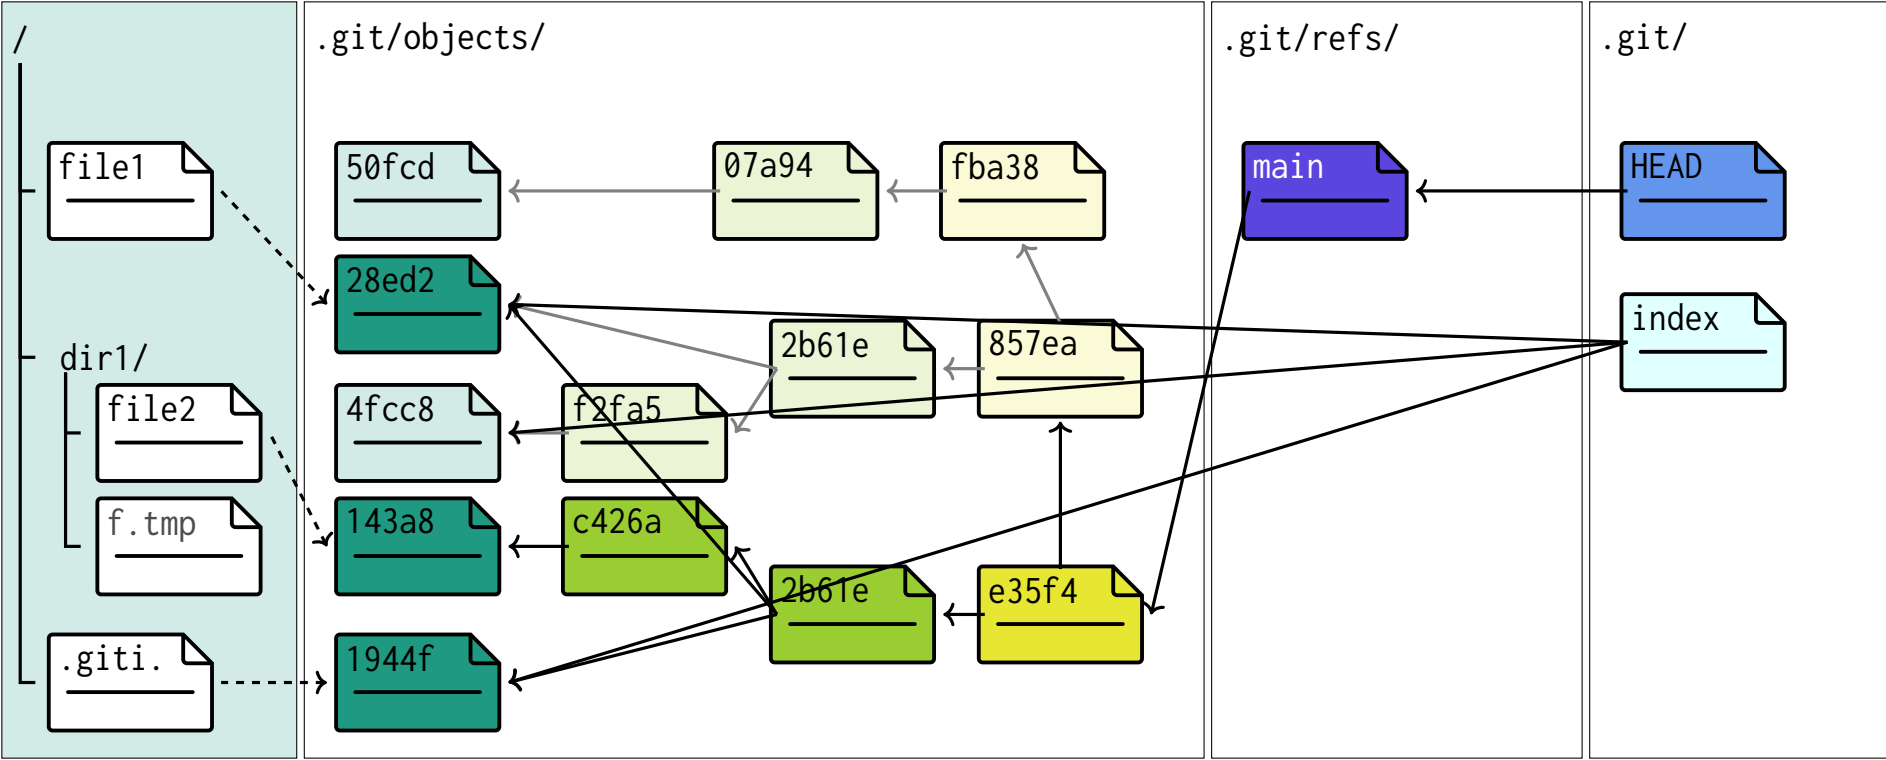 /
.git/objects/
.git/refs/
.git/
file1
50fcd
07a94
fba38
main
HEAD
28ed2
index
dir1/
2b61e
857ea
file2
4fcc8
f2fa5
f.tmp
143a8
c426a
2b61e
e35f4
.giti.
1944f